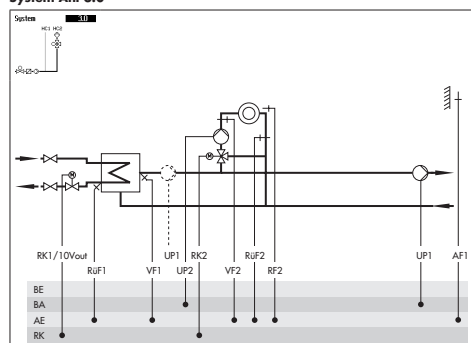 System Anl 3.0
System 3.0
HC1 HC2
M
M
RK1/10Vout UP1 RK2 RüF2 UP1 AF1
RüF1 VF1 UP2 VF2 RF2
BE
BA
AE
RK